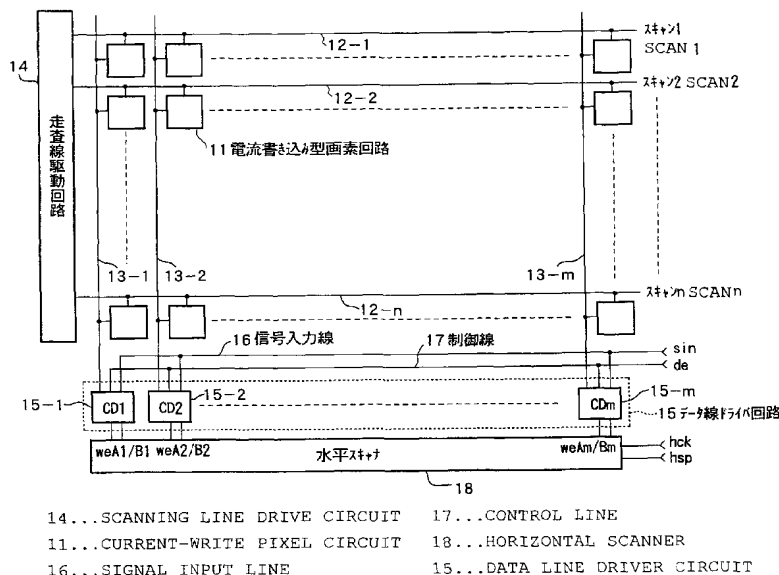 スキャン1
SCAN 1
12-1
14
スキャン2 SCAN2
12-2
走査線駆動回路
11 電流書き込み型画素回路
13-1
13-2
13-m
スキャンn SCANn
12-n
16 信号入力線
17 制御線
sin
de
15-1
CD1
CD2
15-2
CDm
15-m
15 データ線ドライバ回路
weA1/B1
weA2/B2
水平スキャナ
weAm/Bm
hck
hsp
18
14...SCANNING LINE DRIVE CIRCUIT
17...CONTROL LINE
11...CURRENT-WRITE PIXEL CIRCUIT
18...HORIZONTAL SCANNER
16...SIGNAL INPUT LINE
15...DATA LINE DRIVER CIRCUIT